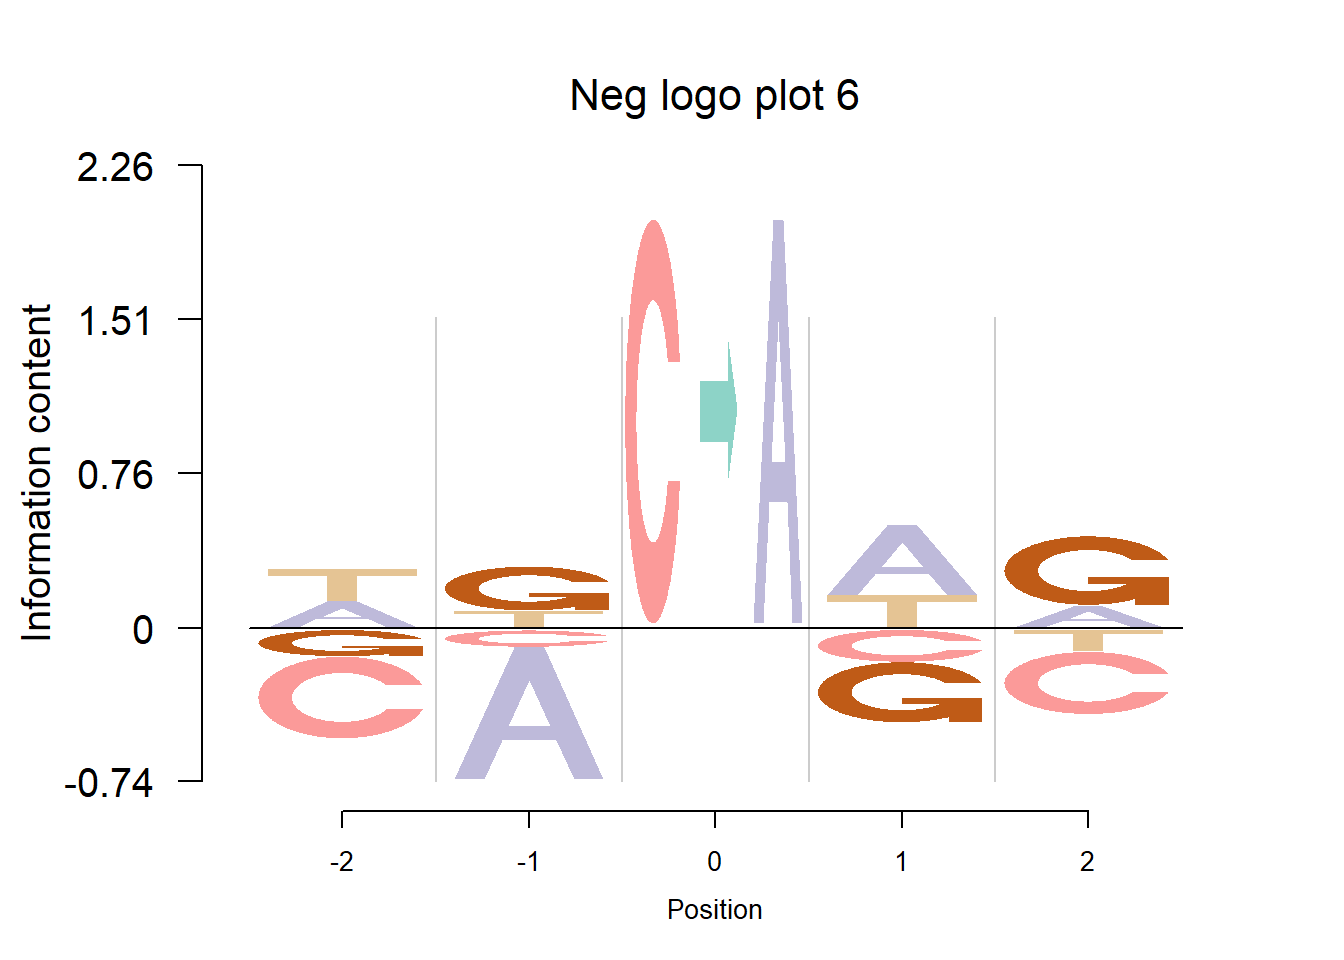 Neg logo plot 6
2.26
1.51
0.76
0
-0.74
Information content
T A G C
G T C A
C A
A T C G
G A T C
-2 -1 0 1 2
Position